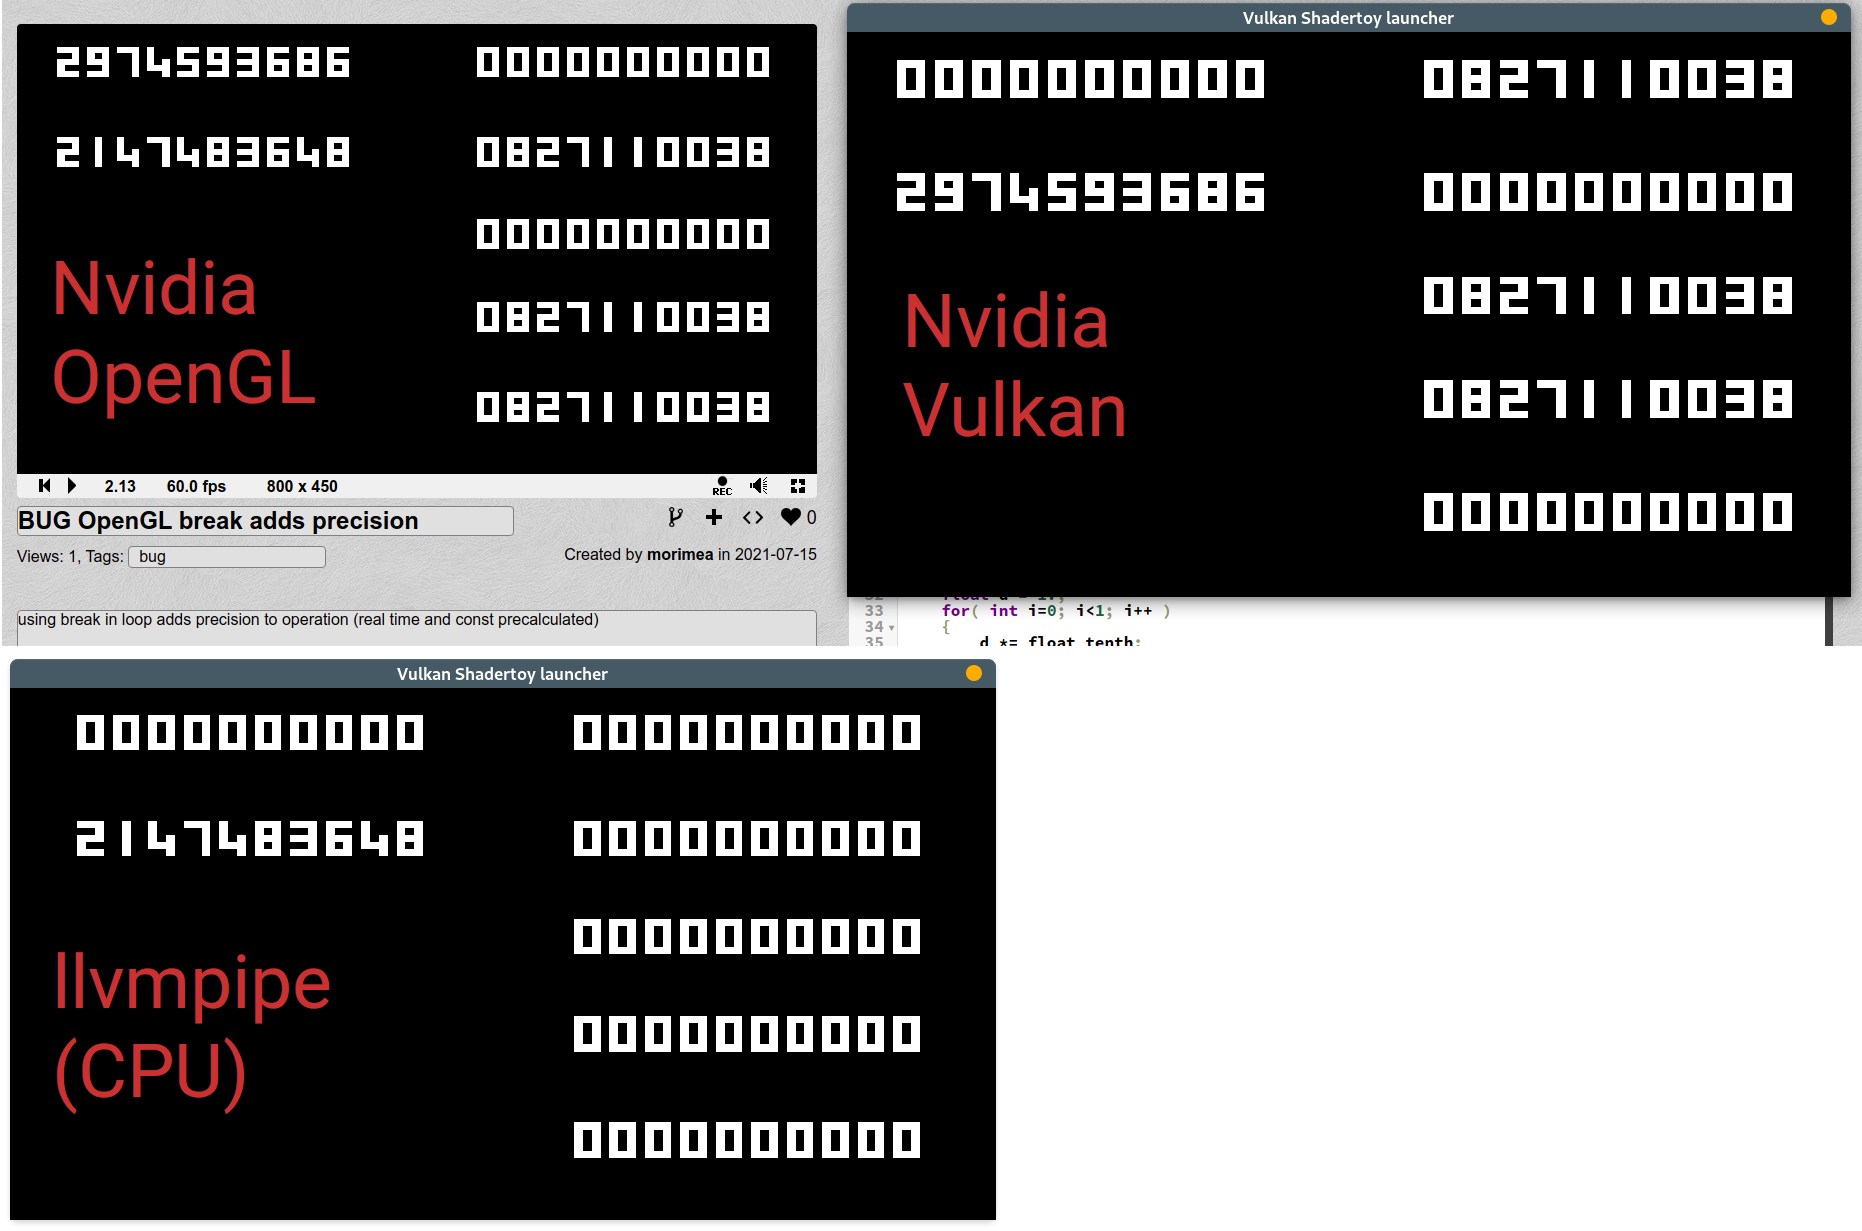 2974593686 0000000000
2147483648 0827110038
0000000000
0827110038
0827110038
Nvidia
OpenGL
2.13 60.0 fps 800 x 450 REC
BUG OpenGL break adds precision 0
Views: 1, Tags: bug Created by morimea in 2021-07-15
using break in loop adds precision to operation (real time and const precalculated)
Vulkan Shadertoy launcher
0000000000 0827110038
2974593686 0000000000
0827110038
0827110038
0000000000
Nvidia
Vulkan
33 for( int i=0; i<1; i++ )
34 {
35 d *= float_tenth;
Vulkan Shadertoy launcher
0000000000 0000000000
2147483648 0000000000
0000000000
0000000000
0000000000
llvmpipe
(CPU)